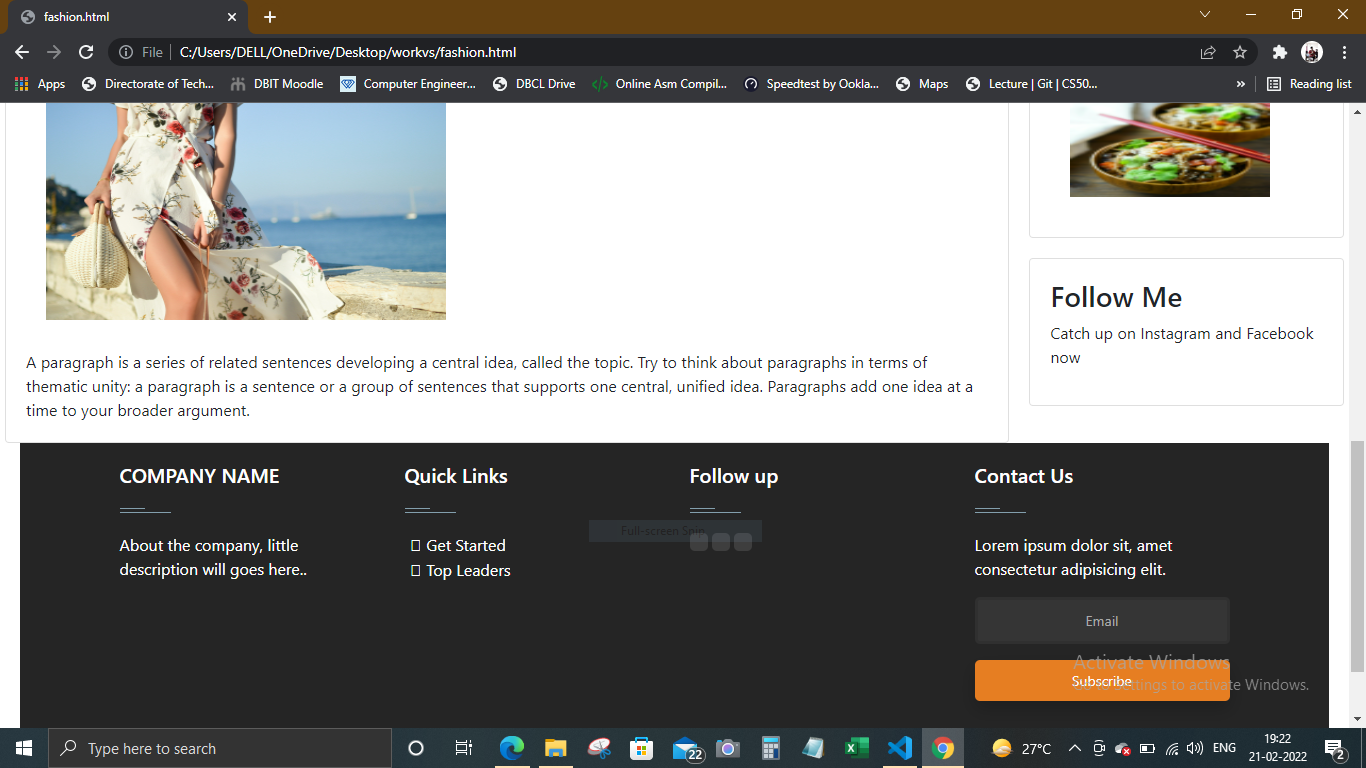 fashion.html
File
C:/Users/DELL/OneDrive/Desktop/workvs/fashion.html
Apps
Directorate of Tech...
DBIT Moodle
Computer Engineer...
DBCL Drive
Online Asm Compil...
Speedtest by Ookla...
Maps
Lecture | Git | CS50...
»
Reading list
Follow Me
Catch up on Instagram and Facebook
now
A paragraph is a series of related sentences developing a central idea, called the topic. Try to think about paragraphs in terms of
thematic unity: a paragraph is a sentence or a group of sentences that supports one central, unified idea. Paragraphs add one idea at a
time to your broader argument.
COMPANY NAME
About the company, little
description will goes here..
Quick Links
Get Started
Top Leaders
Follow up
Full-screen Snip
Contact Us
Lorem ipsum dolor sit, amet
consectetur adipisicing elit.
Email
Activate Windows
Subscribe
Settings to activate Windows.
Type here to search
22
27°C
ENG
19:22
21-02-2022
2